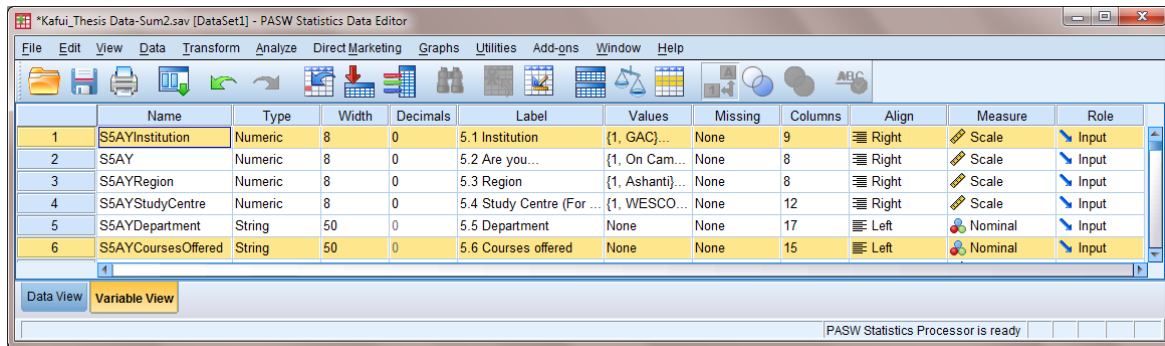 *Kafui_Thesis Data-Sum2.sav [DataSet1] - PASW Statistics Data Editor
File Edit View Data Transform Analyze Direct Marketing Graphs Utilities Add-ons Window Help
Name Type Width Decimals Label Values Missing Columns Align Measure Role
1 S5AYInstitution Numeric 8 0 5.1 Institution {1, GAC}... None 9 Right Scale Input
2 S5AY Numeric 8 0 5.2 Are you... {1, On Cam... None 8 Right Scale Input
3 S5AYRegion Numeric 8 0 5.3 Region {1, Ashanti}... None 8 Right Scale Input
4 S5AYStudyCentre Numeric 8 0 5.4 Study Centre (For ... {1, WESCO... None 12 Right Scale Input
5 S5AYDepartment String 50 0 5.5 Department None None 17 Left Nominal Input
6 S5AYCoursesOffered String 50 0 5.6 Courses offered None None 15 Left Nominal Input
Data View Variable View
PASW Statistics Processor is ready